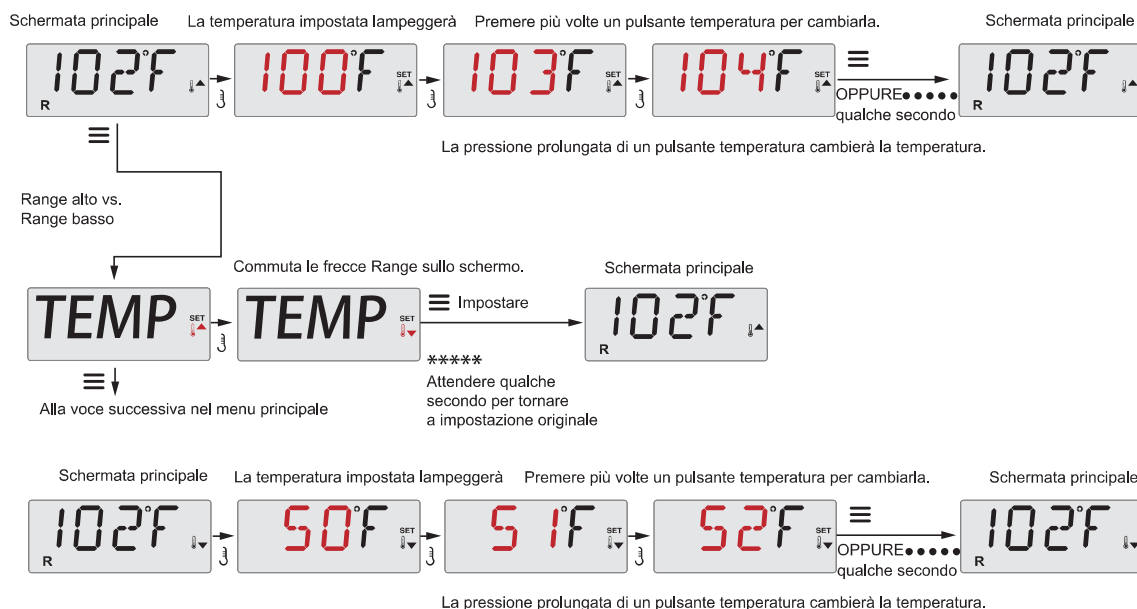 Schermata principale
La temperatura impostata lampeggerà
Premere più volte un pulsante temperatura per cambiarla.
Schermata principale
102°F
R
100°F
SET
103°F
SET
104°F
SET
OPPURE●●●●●
qualche secondo
102°F
R
La pressione prolungata di un pulsante temperatura cambierà la temperatura.
Range alto vs.
Range basso
Commuta le frecce Range sullo schermo.
Schermata principale
TEMP
SET
TEMP
SET
Impostare
102°F
R
*****
Attendere qualche
secondo per tornare
a impostazione originale
Alla voce successiva nel menu principale
Schermata principale
La temperatura impostata lampeggerà
Premere più volte un pulsante temperatura per cambiarla.
Schermata principale
102°F
R
50°F
SET
51°F
SET
52°F
SET
OPPURE●●●●●
qualche secondo
102°F
R
La pressione prolungata di un pulsante temperatura cambierà la temperatura.